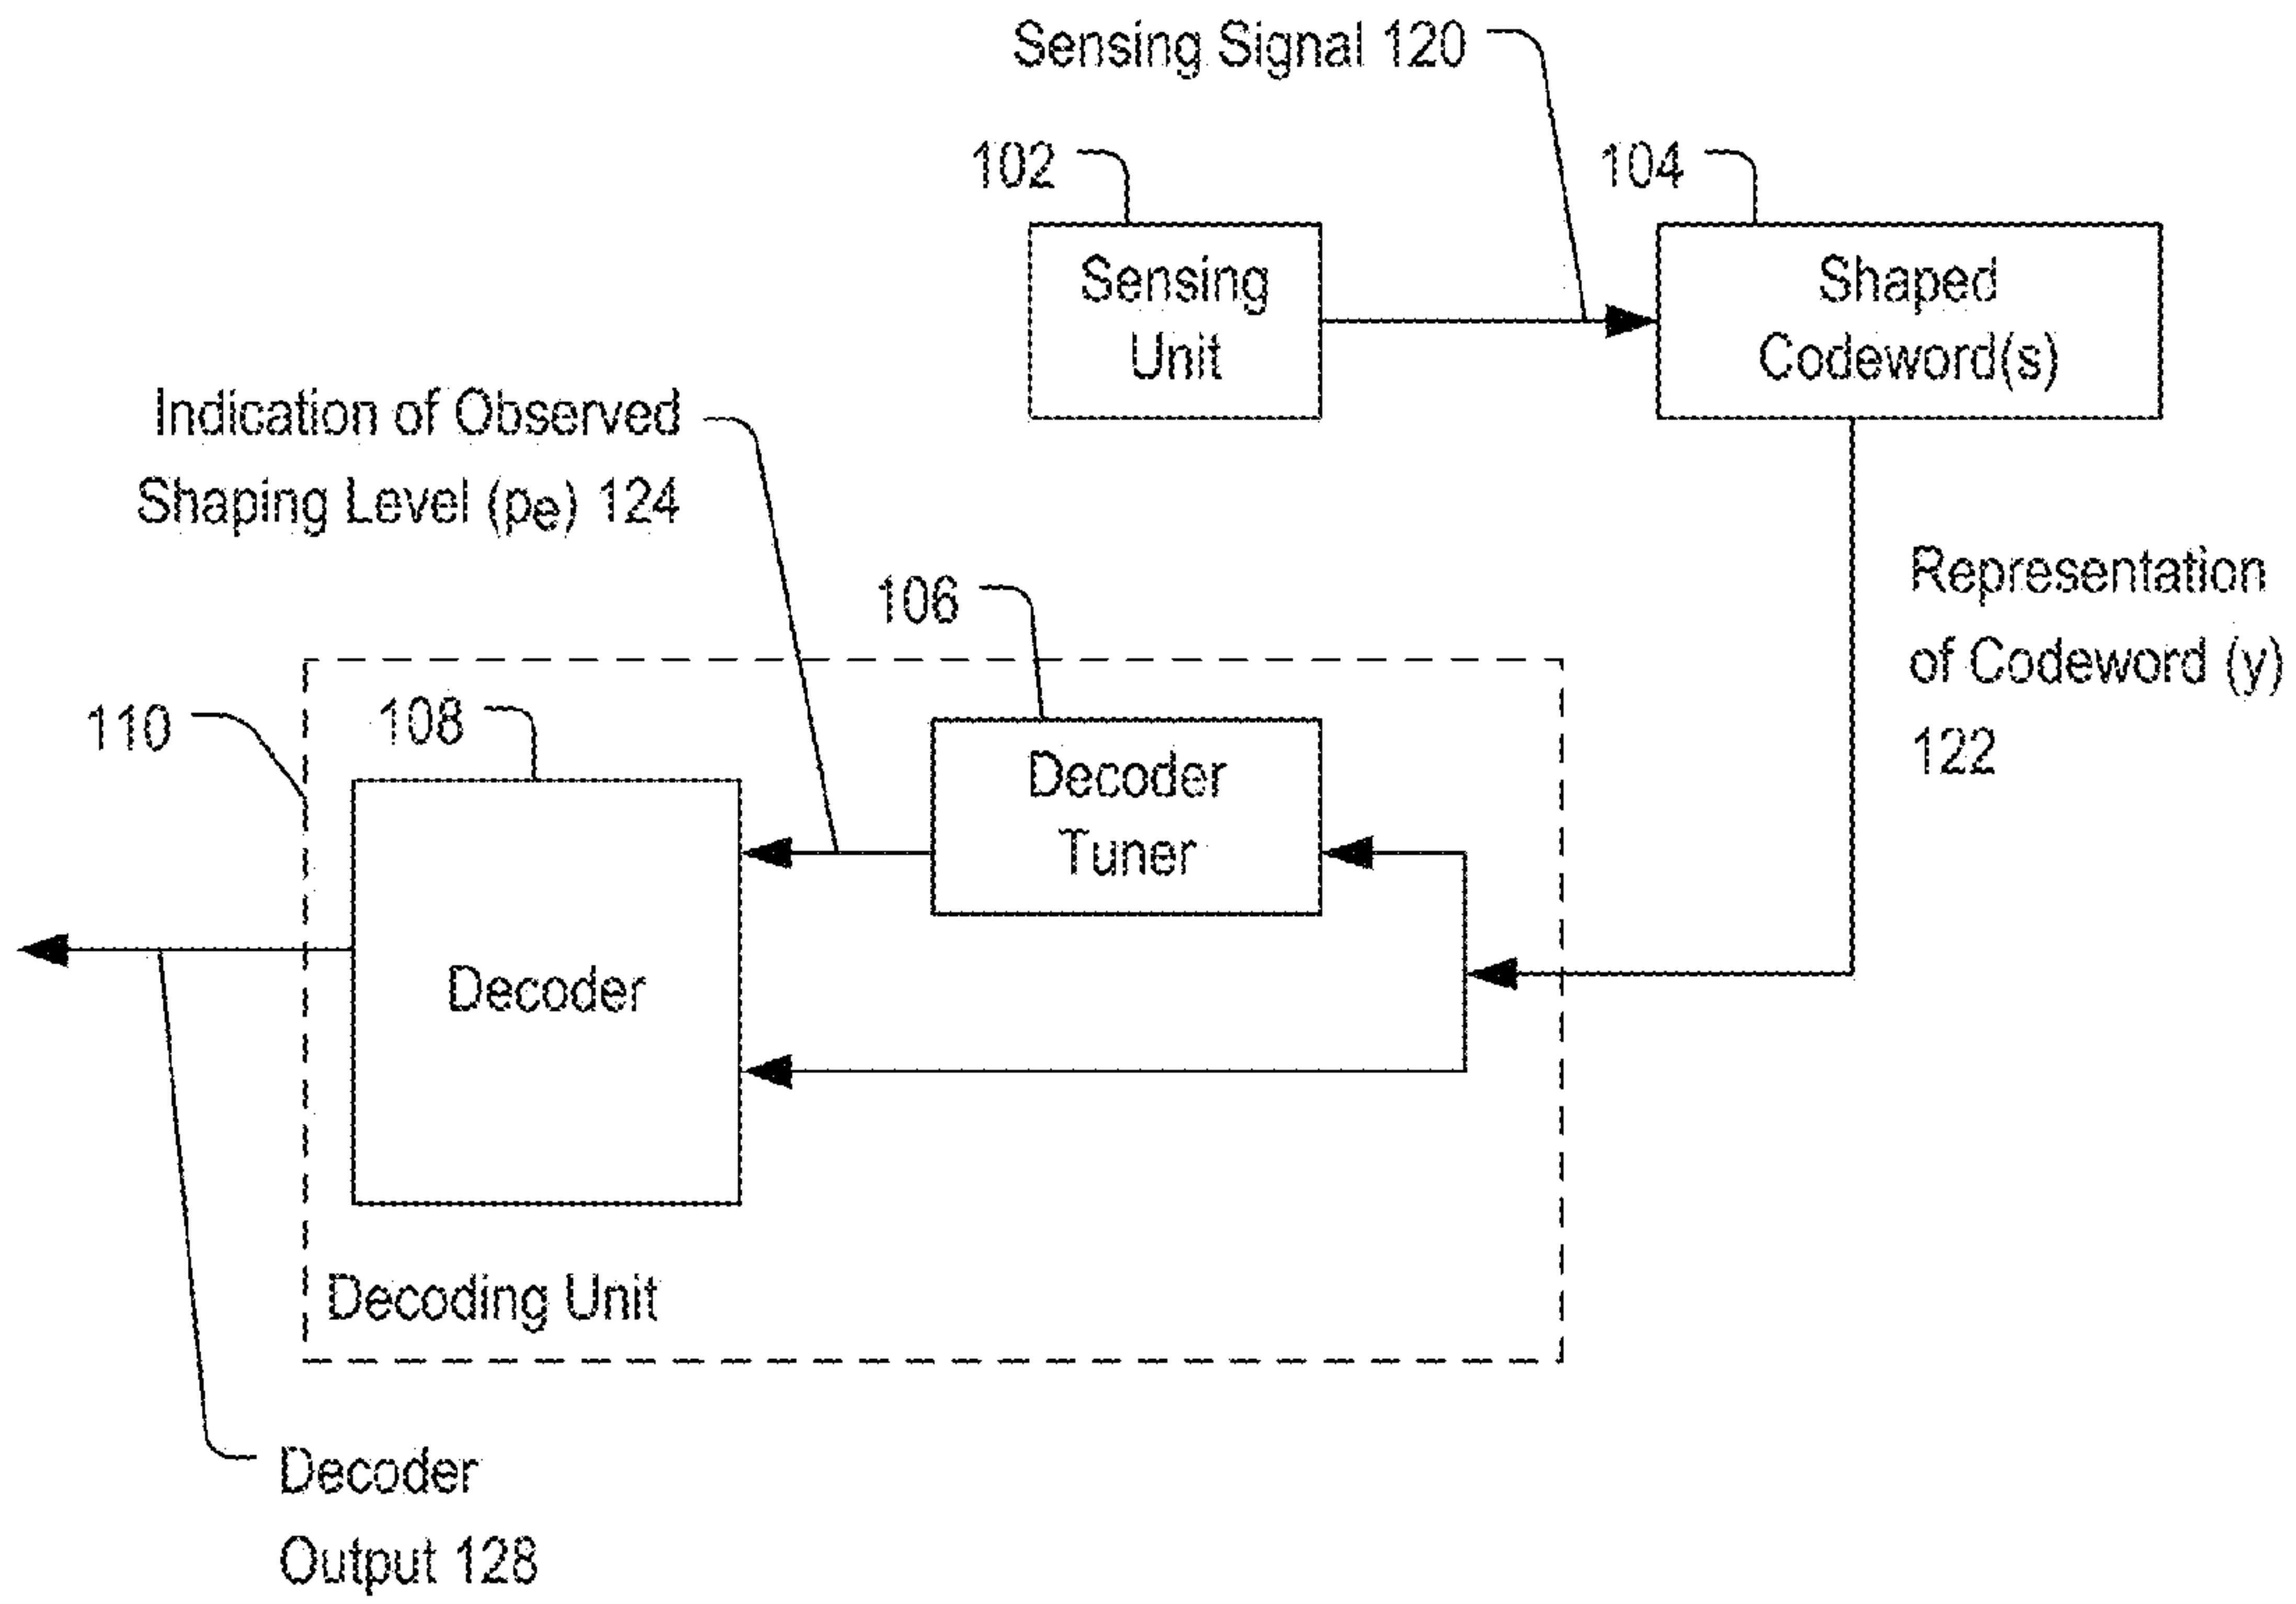 Sensing Signal 120
102
104
Sensing
Unit
Shaped
Codeword(s)
Indication of Observed
Shaping Level (pe) 124
106
Representation
of Codeword (y)
122
110
108
Decoder
Tuner
Decoder
Decoding Unit
Decoder
Output 128